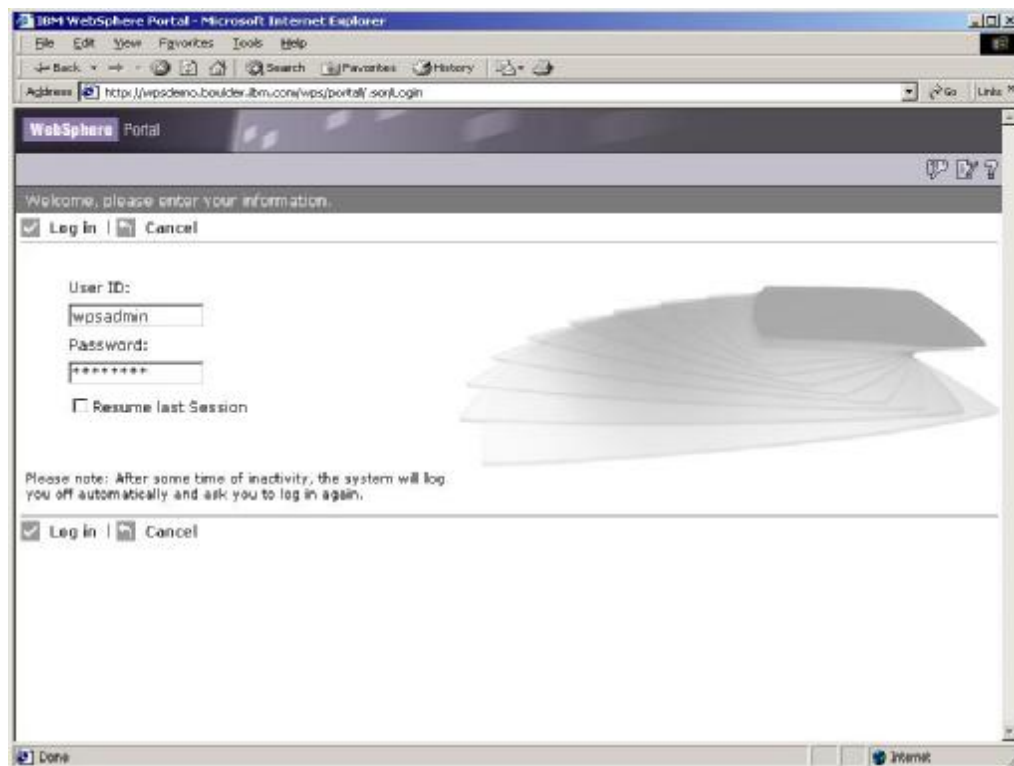 IBM WebSphere Portal - Microsoft Internet Explorer
File Edit View Favorites Tools Help
Back Search Favorites History
Address http://wpsdemo.boulder.ibm.com/wps/portal/.scr/Login Go Links
WebSphere Portal
Welcome, please enter your information.
Log in | Cancel
User ID:
wpsadmin
Password:
********
Resume last Session
Please note: After some time of inactivity, the system will log
you off automatically and ask you to log in again.
Log in | Cancel
Done Internet